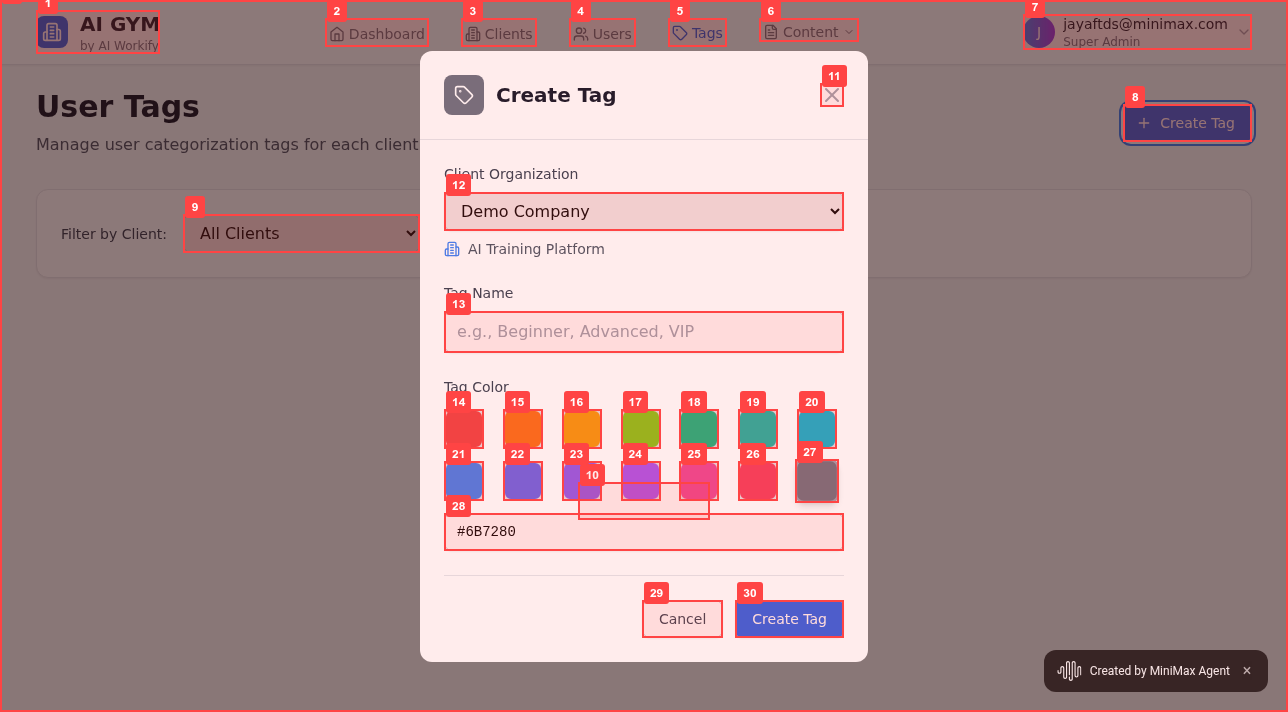 1
2
3
4
5
6
7
AI GYM
by AI Workify
Dashboard
Clients
Users
Tags
Content
J
jayaftds@minimax.com
Super Admin
User Tags
Manage user categorization tags for each client
8
Create Tag
9
Filter by Client:
All Clients
Create Tag
11
Client Organization
12
Demo Company
AI Training Platform
Tag Name
13
e.g., Beginner, Advanced, VIP
Tag Color
14
15
16
17
18
19
20
21
22
23
24
25
26
27
10
28
#6B7280
29
Cancel
30
Create Tag
Created by MiniMax Agent